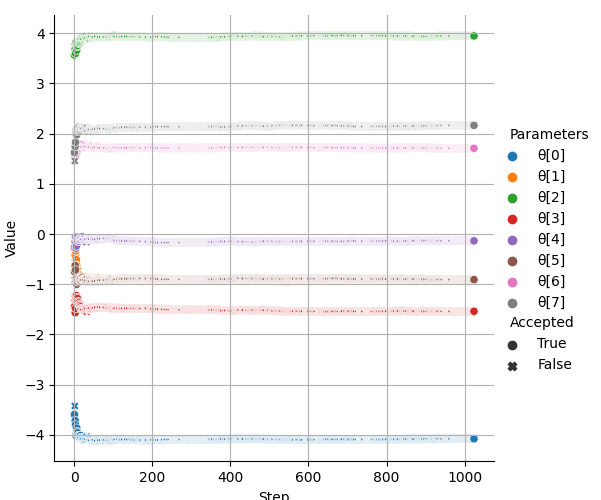 4
3
2
1
0
−1
−2
−3
−4
Value
0
200
400
600
800
1000
Step
Parameters
θ[0]
θ[1]
θ[2]
θ[3]
θ[4]
θ[5]
θ[6]
θ[7]
Accepted
True
False